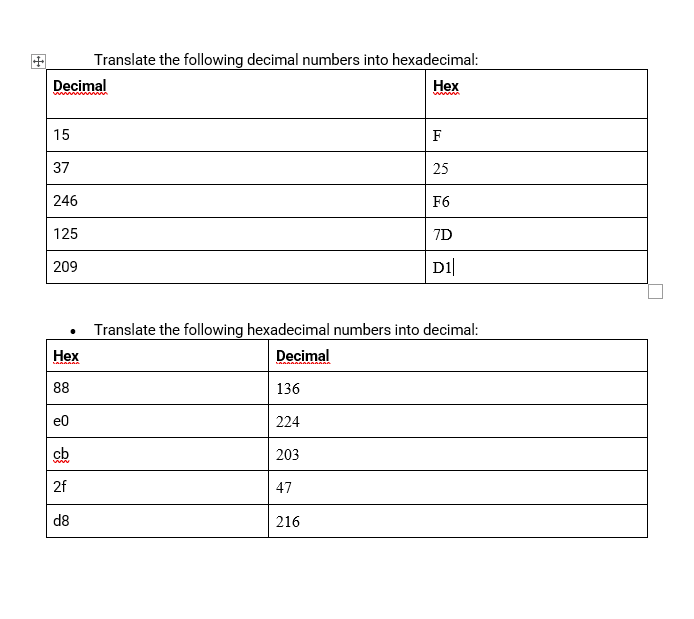 Translate the following decimal numbers into hexadecimal:
Decimal Hex
15 F
37 25
246 F6
125 7D
209 D1
• Translate the following hexadecimal numbers into decimal:
Hex Decimal
88 136
e0 224
cb 203
2f 47
d8 216